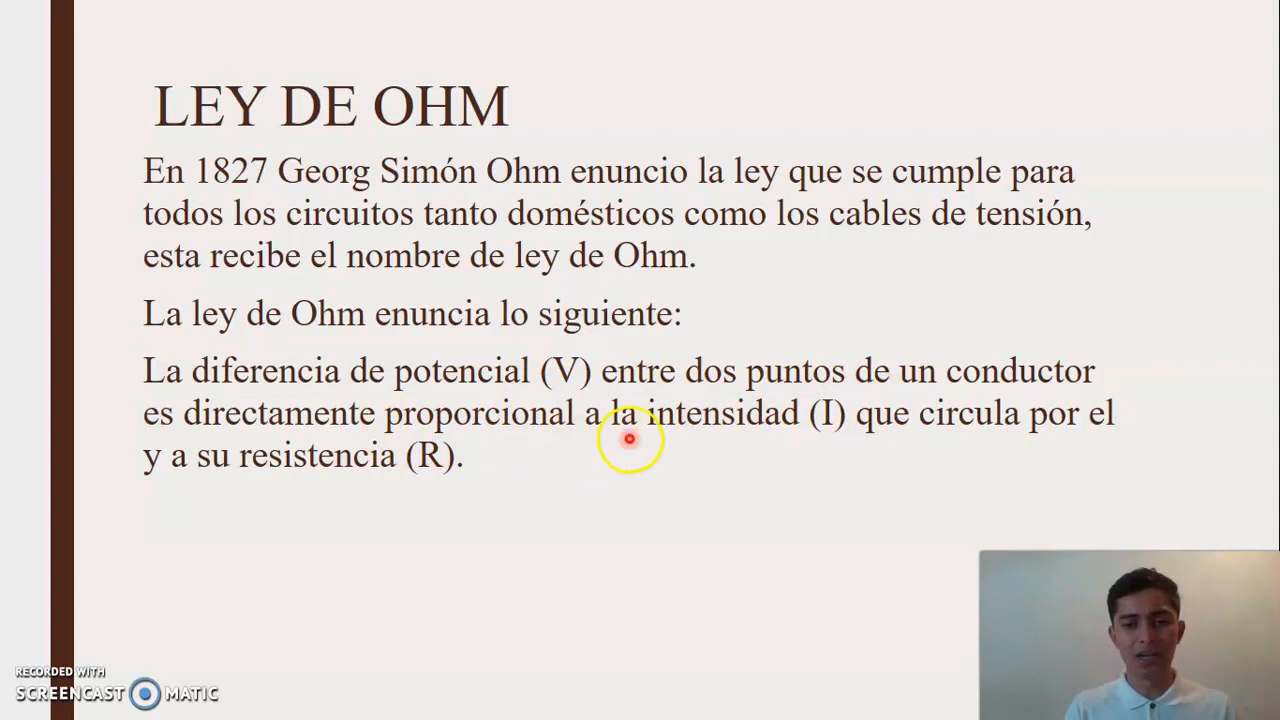 LEY DE OHM
En 1827 Georg Simón Ohm enuncio la ley que se cumple para
todos los circuitos tanto domésticos como los cables de tensión,
esta recibe el nombre de ley de Ohm.
La ley de Ohm enuncia lo siguiente:
La diferencia de potencial (V) entre dos puntos de un conductor
es directamente proporcional a la intensidad (I) que circula por el
y a su resistencia (R).
RECORDED WITH
SCREENCAST MATIC